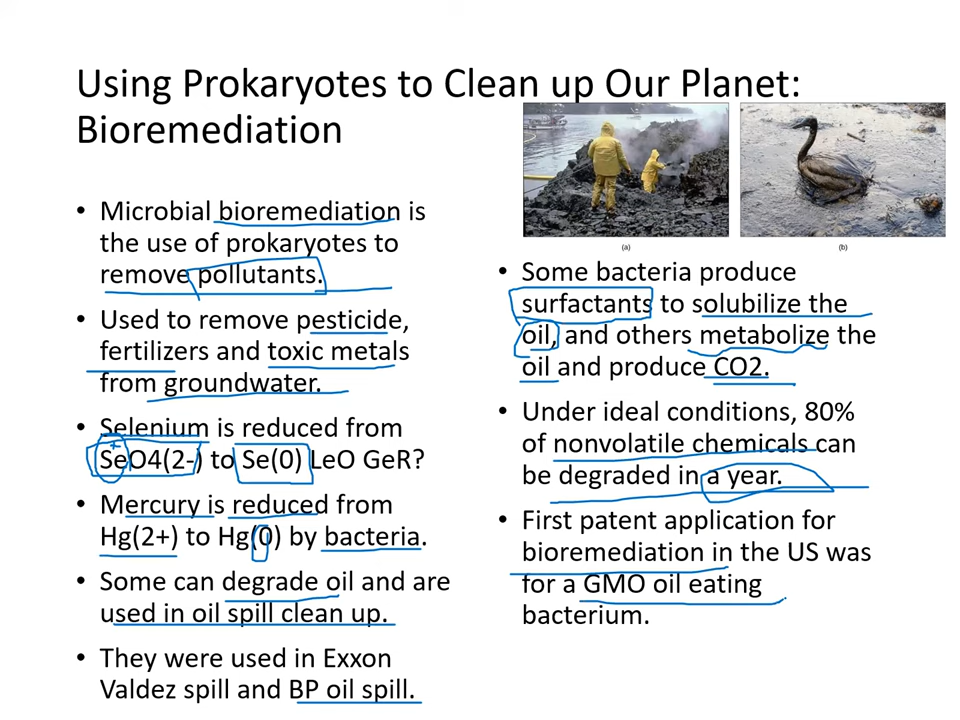 Using Prokaryotes to Clean up Our Planet:
Bioremediation
• Microbial bioremediation is
the use of prokaryotes to
remove pollutants.
• Used to remove pesticide,
fertilizers and toxic metals
from groundwater.
• Selenium is reduced from
SeO4(2-) to Se(0) LeO GeR?
• Mercury is reduced from
Hg(2+) to Hg(0) by bacteria.
• Some can degrade oil and are
used in oil spill clean up.
• They were used in Exxon
Valdez spill and BP oil spill.
(a)
(b)
• Some bacteria produce
surfactants to solubilize the
oil, and others metabolize the
oil and produce CO2.
• Under ideal conditions, 80%
of nonvolatile chemicals can
be degraded in a year.
• First patent application for
bioremediation in the US was
for a GMO oil eating
bacterium.